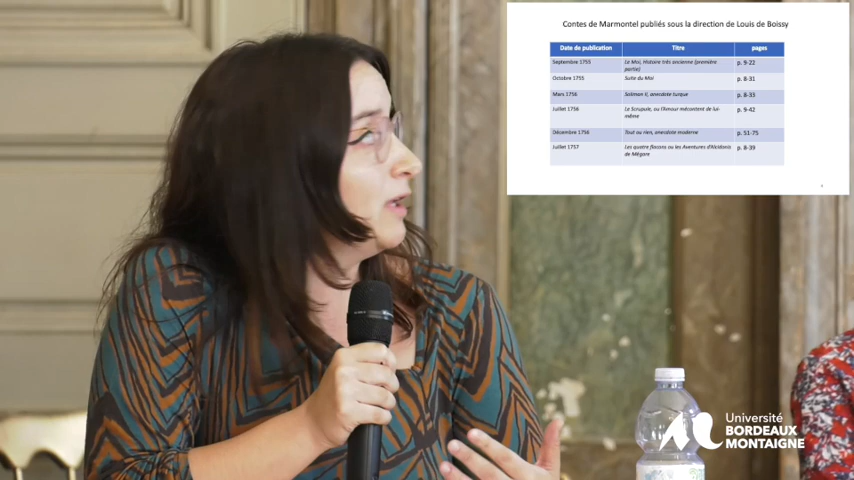 Contes de Marmontel publiés sous la direction de Louis de Boissy
Date de publication Titre pages
Septembre 1755 Le Moi, Histoire très ancienne (première p. 9-22
partie)
Octobre 1755 Suite du Moi p. 8-31
Mars 1756 Soliman II, anecdote turque p. 8-33
Juillet 1756 Le Scrupule, ou l'Amour mécontent de lui- p. 9-42
même
Décembre 1756 Tout ou rien, anecdote moderne p. 51-75
Juillet 1757 Les quatre flacons ou les Aventures d'Alcidonis p. 8-39
de Mégare
Université
BORDEAUX
MONTAIGNE